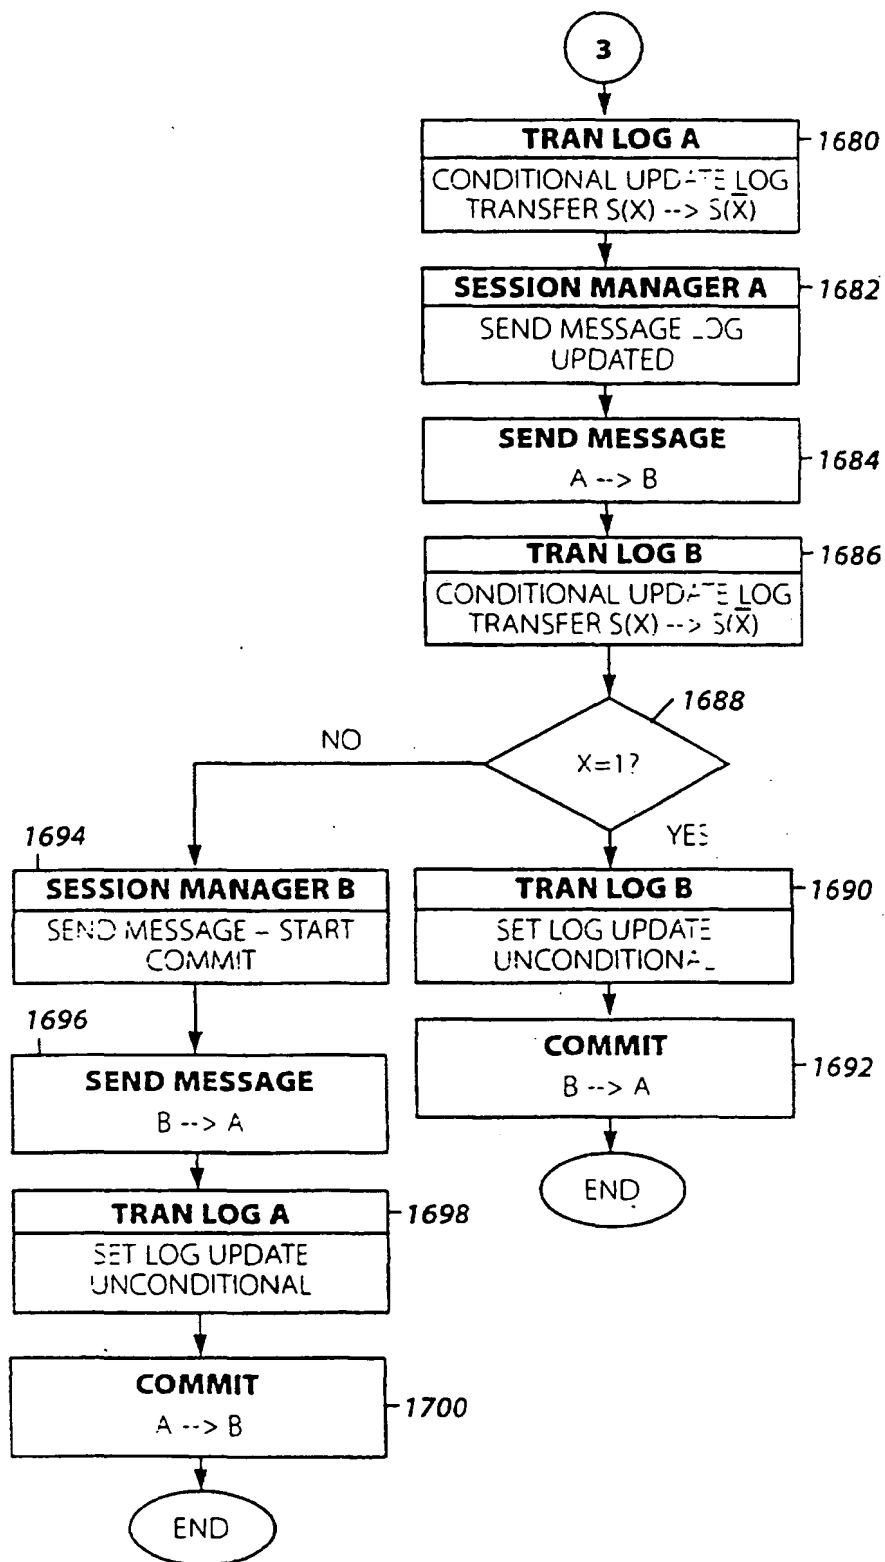 3
TRAN LOG A
1680
CONDITIONAL UPDATE LOG
TRANSFER S(X) --> S(X̅)
SESSION MANAGER A
1682
SEND MESSAGE LOG
UPDATED
SEND MESSAGE
1684
A --> B
TRAN LOG B
1686
CONDITIONAL UPDATE LOG
TRANSFER S(X) --> S(X̅)
1688
X=1?
NO
YES
1694
SESSION MANAGER B
SEND MESSAGE – START
COMMIT
TRAN LOG B
1690
SET LOG UPDATE
UNCONDITIONAL
1696
SEND MESSAGE
B --> A
COMMIT
1692
B --> A
END
TRAN LOG A
1698
SET LOG UPDATE
UNCONDITIONAL
COMMIT
1700
A --> B
END